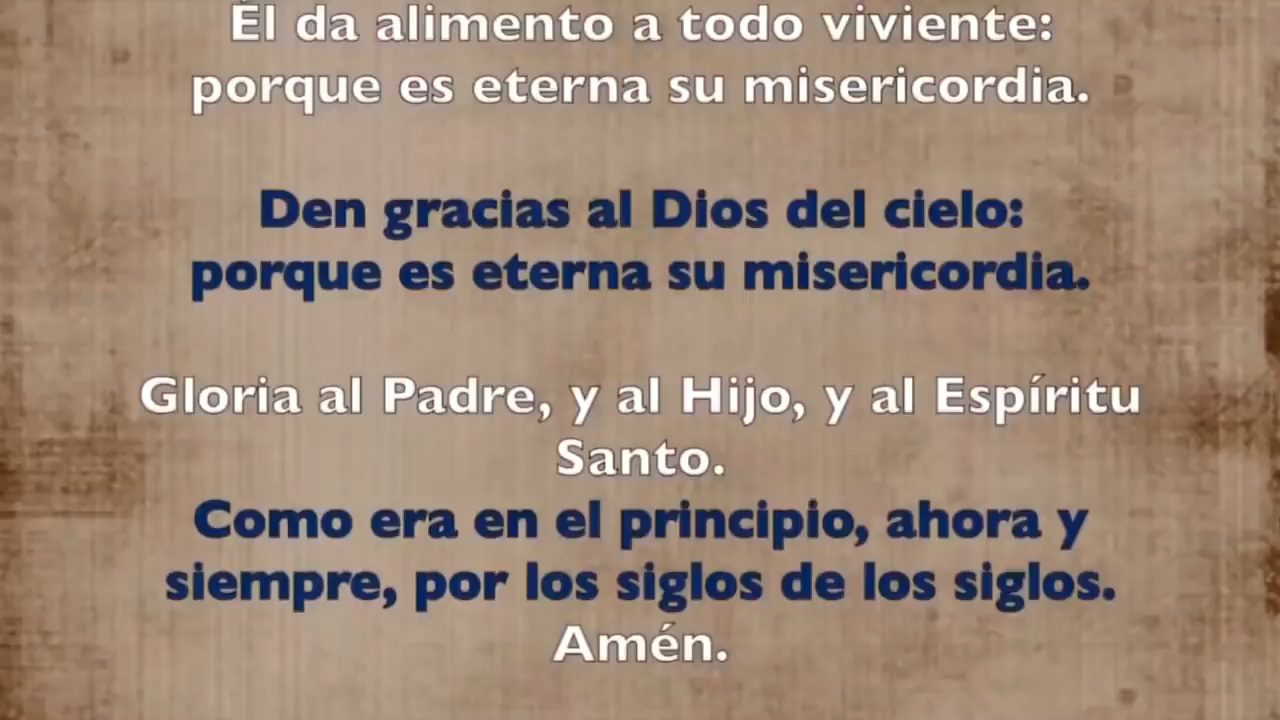 Él da alimento a todo viviente:
porque es eterna su misericordia.
Den gracias al Dios del cielo:
porque es eterna su misericordia.
Gloria al Padre, y al Hijo, y al Espíritu
Santo.
Como era en el principio, ahora y
siempre, por los siglos de los siglos.
Amén.